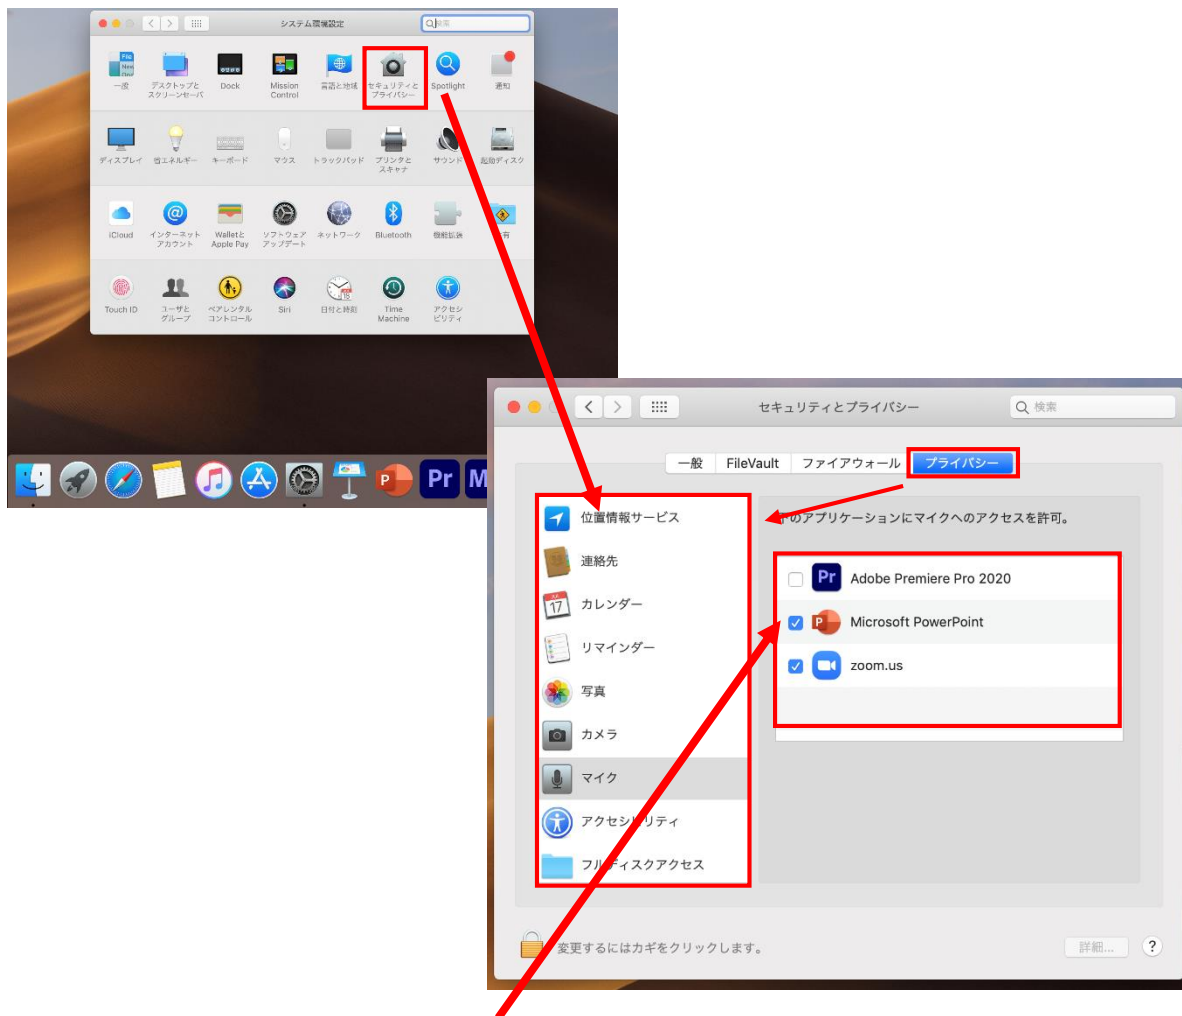 システム環境設定
検索
File
New
一般
デスクトップと
スクリーンセーバ
Dock
Mission
Control
言語と地域
セキュリティと
プライバシー
Spotlight
通知
ディスプレイ
省エネルギー
キーボード
マウス
トラックパッド
プリンタと
スキャナ
サウンド
起動ディスク
iCloud
インターネット
アカウント
Walletと
Apple Pay
ソフトウェア
アップデート
ネットワーク
Bluetooth
機能拡張
有
Touch ID
ユーザと
グループ
ペアレンタル
コントロール
Siri
日付と時刻
Time
Machine
アクセシ
ビリティ
P
Pr
M
セキュリティとプライバシー
検索
一般
FileVault
ファイアウォール
プライバシー
位置情報サービス
連絡先
17
カレンダー
リマインダー
写真
カメラ
マイク
アクセシビリティ
フルディスクアクセス
下のアプリケーションにマイクへのアクセスを許可。
Pr
Adobe Premiere Pro 2020
P
Microsoft PowerPoint
zoom.us
変更するにはカギをクリックします。
詳細...
?